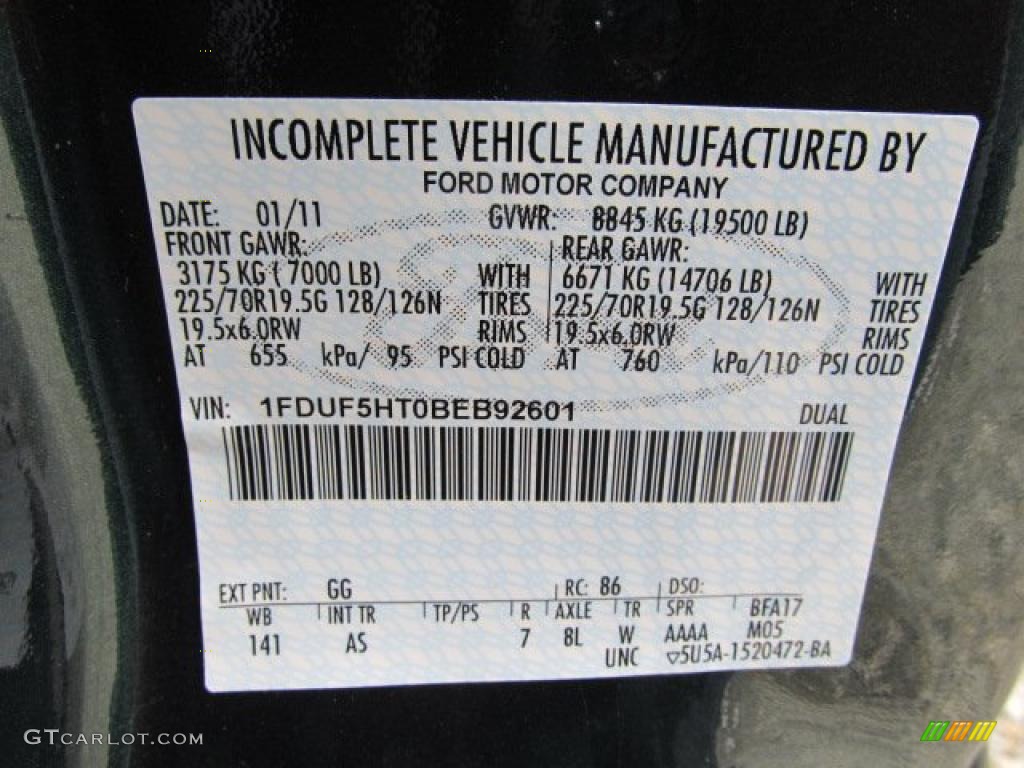 INCOMPLETE VEHICLE MANUFACTURED BY
FORD MOTOR COMPANY
DATE: 01/11 GVWR: 8845 KG (19500 LB)
FRONT GAWR: REAR GAWR:
3175 KG ( 7000 LB) WITH 6671 KG (14706 LB) WITH
225/70R19.5G 128/126N TIRES 225/70R19.5G 128/126N TIRES
19.5x6.0RW RIMS 19.5x6.0RW RIMS
AT 655 kPa/ 95 PSI COLD AT 760 kPa/110 PSI COLD
VIN: 1FDUF5HT0BEB92601 DUAL
EXT PNT: GG RC: 86 DSO:
WB INT TR TP/PS R AXLE TR SPR BFA17
141 AS 7 8L W AAAA M05
UNC ▽5U5A-1520472-BA
GTCARLOT.COM